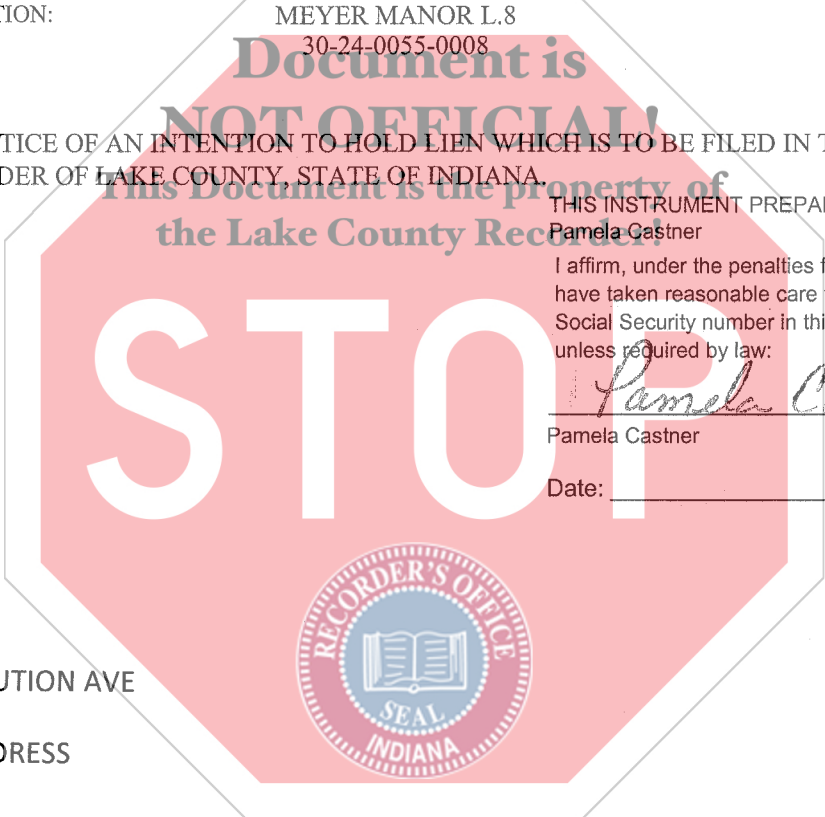 TION:
MEYER MANOR L.8
30-24-0055-0008
Document is
NOT OFFICIAL!
TICE OF AN INTENTION TO HOLD LIEN WHICH IS TO BE FILED IN T
DER OF LAKE COUNTY, STATE OF INDIANA.
This Document is the property of
the Lake County Recorder!
THIS INSTRUMENT PREPA
Pamela Castner
I affirm, under the penalties f
have taken reasonable care
Social Security number in thi
unless required by law:
Pamela C
Pamela Castner
Date:
STOP
RECORDER'S OFFICE
SEAL
INDIANA
UTION AVE
DRESS